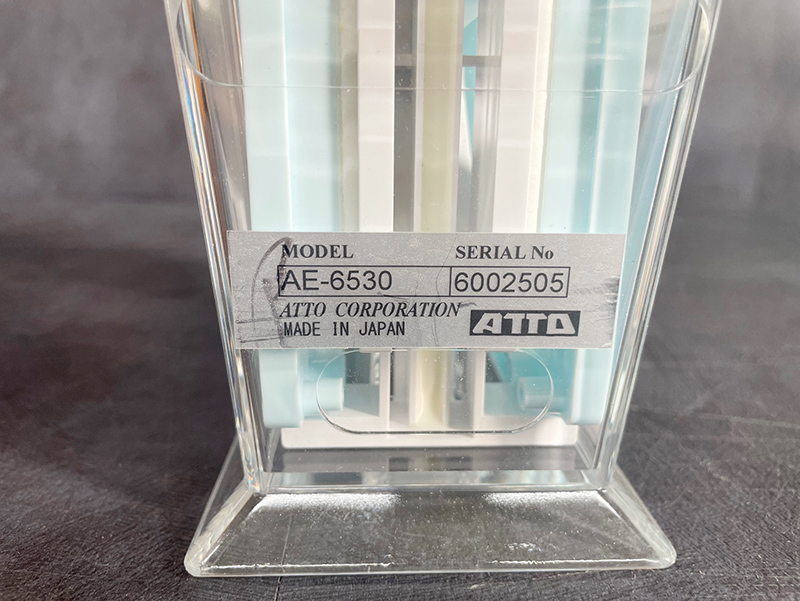 MODEL SERIAL No
AE-6530 6002505
ATTO CORPORATION
MADE IN JAPAN ATTO